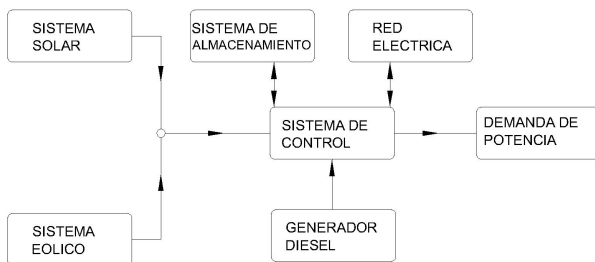 SISTEMA
SOLAR
SISTEMA DE
ALMACENAMIENTO
RED
ELECTRICA
SISTEMA DE
CONTROL
DEMANDA DE
POTENCIA
SISTEMA
EOLICO
GENERADOR
DIESEL